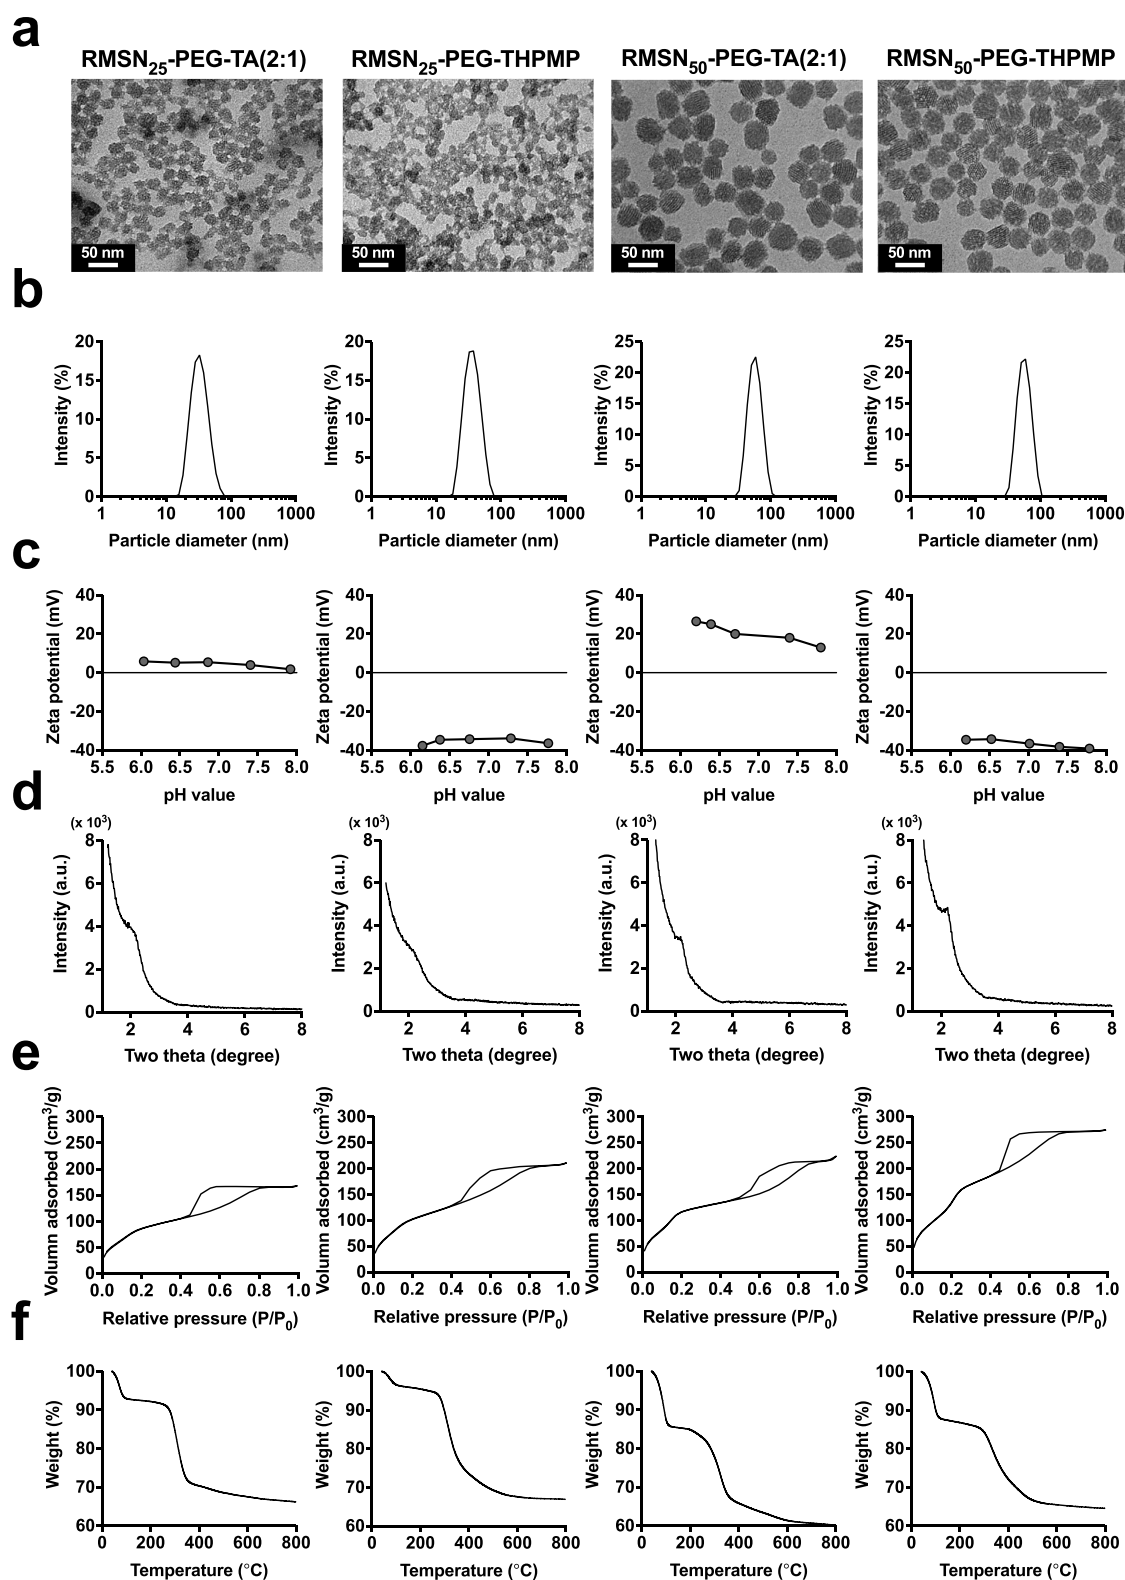 a
RMSN25-PEG-TA(2:1) RMSN25-PEG-THPMP RMSN50-PEG-TA(2:1) RMSN50-PEG-THPMP
50 nm 50 nm 50 nm 50 nm
b
Intensity (%) 20 15 10 5 0 Intensity (%) 20 15 10 5 0 Intensity (%) 25 20 15 10 5 0 Intensity (%) 25 20 15 10 5 0
1 10 100 1000 1 10 100 1000 1 10 100 1000 1 10 100 1000
Particle diameter (nm) Particle diameter (nm) Particle diameter (nm) Particle diameter (nm)
c
Zeta potential (mV) 40 20 0 -20 -40 Zeta potential (mV) 40 20 0 -20 -40 Zeta potential (mV) 40 20 0 -20 -40 Zeta potential (mV) 40 20 0 -20 -40
5.5 6.0 6.5 7.0 7.5 8.0 5.5 6.0 6.5 7.0 7.5 8.0 5.5 6.0 6.5 7.0 7.5 8.0 5.5 6.0 6.5 7.0 7.5 8.0
pH value pH value pH value pH value
d
(x 10³) (x 10³) (x 10³) (x 10³)
Intensity (a.u.) 8 6 4 2 0 Intensity (a.u.) 8 6 4 2 0 Intensity (a.u.) 8 6 4 2 0 Intensity (a.u.) 8 6 4 2 0
2 4 6 8 2 4 6 8 2 4 6 8 2 4 6 8
Two theta (degree) Two theta (degree) Two theta (degree) Two theta (degree)
e
Volumn adsorbed (cm³/g) 300 250 200 150 100 50 0 Volumn adsorbed (cm³/g) 300 250 200 150 100 50 0 Volumn adsorbed (cm³/g) 300 250 200 150 100 50 0 Volumn adsorbed (cm³/g) 300 250 200 150 100 50 0
0.0 0.2 0.4 0.6 0.8 1.0 0.0 0.2 0.4 0.6 0.8 1.0 0.0 0.2 0.4 0.6 0.8 1.0 0.0 0.2 0.4 0.6 0.8 1.0
Relative pressure (P/P0) Relative pressure (P/P0) Relative pressure (P/P0) Relative pressure (P/P0)
f
Weight (%) 100 90 80 70 60 Weight (%) 100 90 80 70 60 Weight (%) 100 90 80 70 60 Weight (%) 100 90 80 70 60
0 200 400 600 800 0 200 400 600 800 0 200 400 600 800 0 200 400 600 800
Temperature (°C) Temperature (°C) Temperature (°C) Temperature (°C)